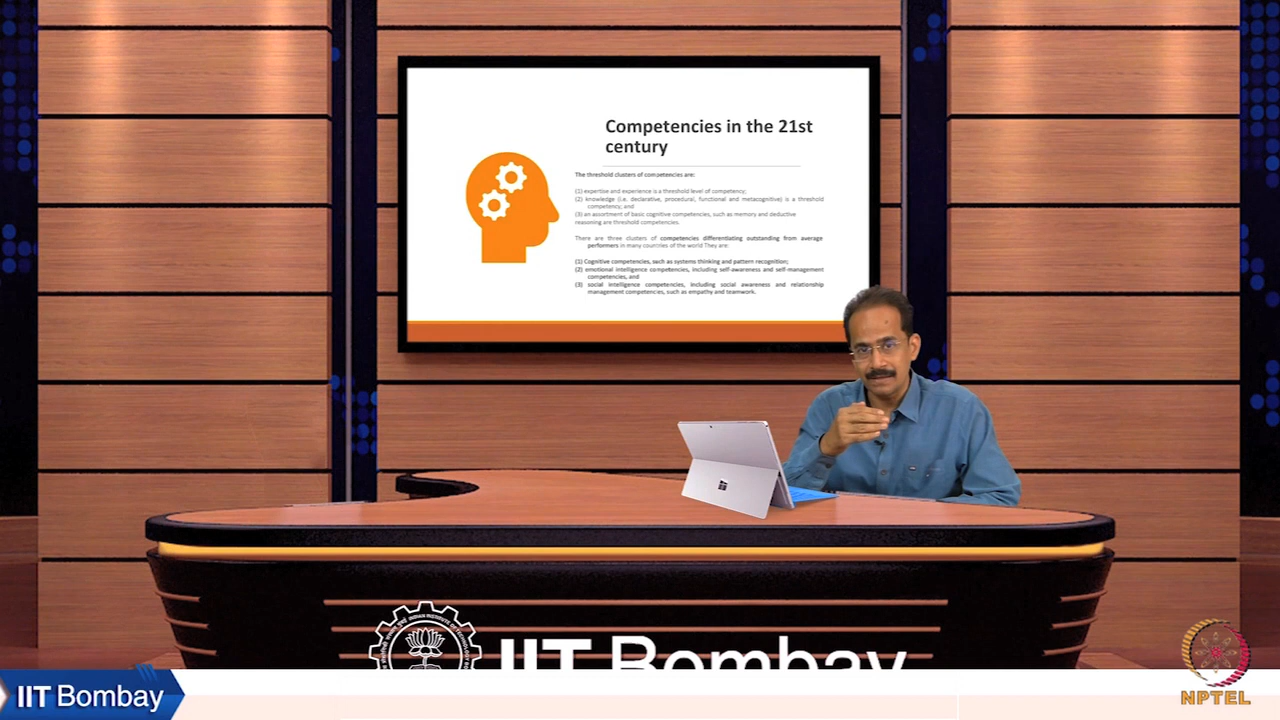 Competencies in the 21st
century
The threshold clusters of competencies are:
(1) expertise and experience is a threshold level of competency;
(2) knowledge (i.e. declarative, procedural, functional and metacognitive) is a threshold
competency; and
(3) an assortment of basic cognitive competencies, such as memory and deductive
reasoning are threshold competencies.
There are three clusters of competencies differentiating outstanding from average
performers in many countries of the world They are:
(1) Cognitive competencies, such as systems thinking and pattern recognition;
(2) emotional intelligence competencies, including self-awareness and self-management
competencies, and
(3) social intelligence competencies, including social awareness and relationship
management competencies, such as empathy and teamwork.
IIT Bombay
IIT Bombay
NPTEL